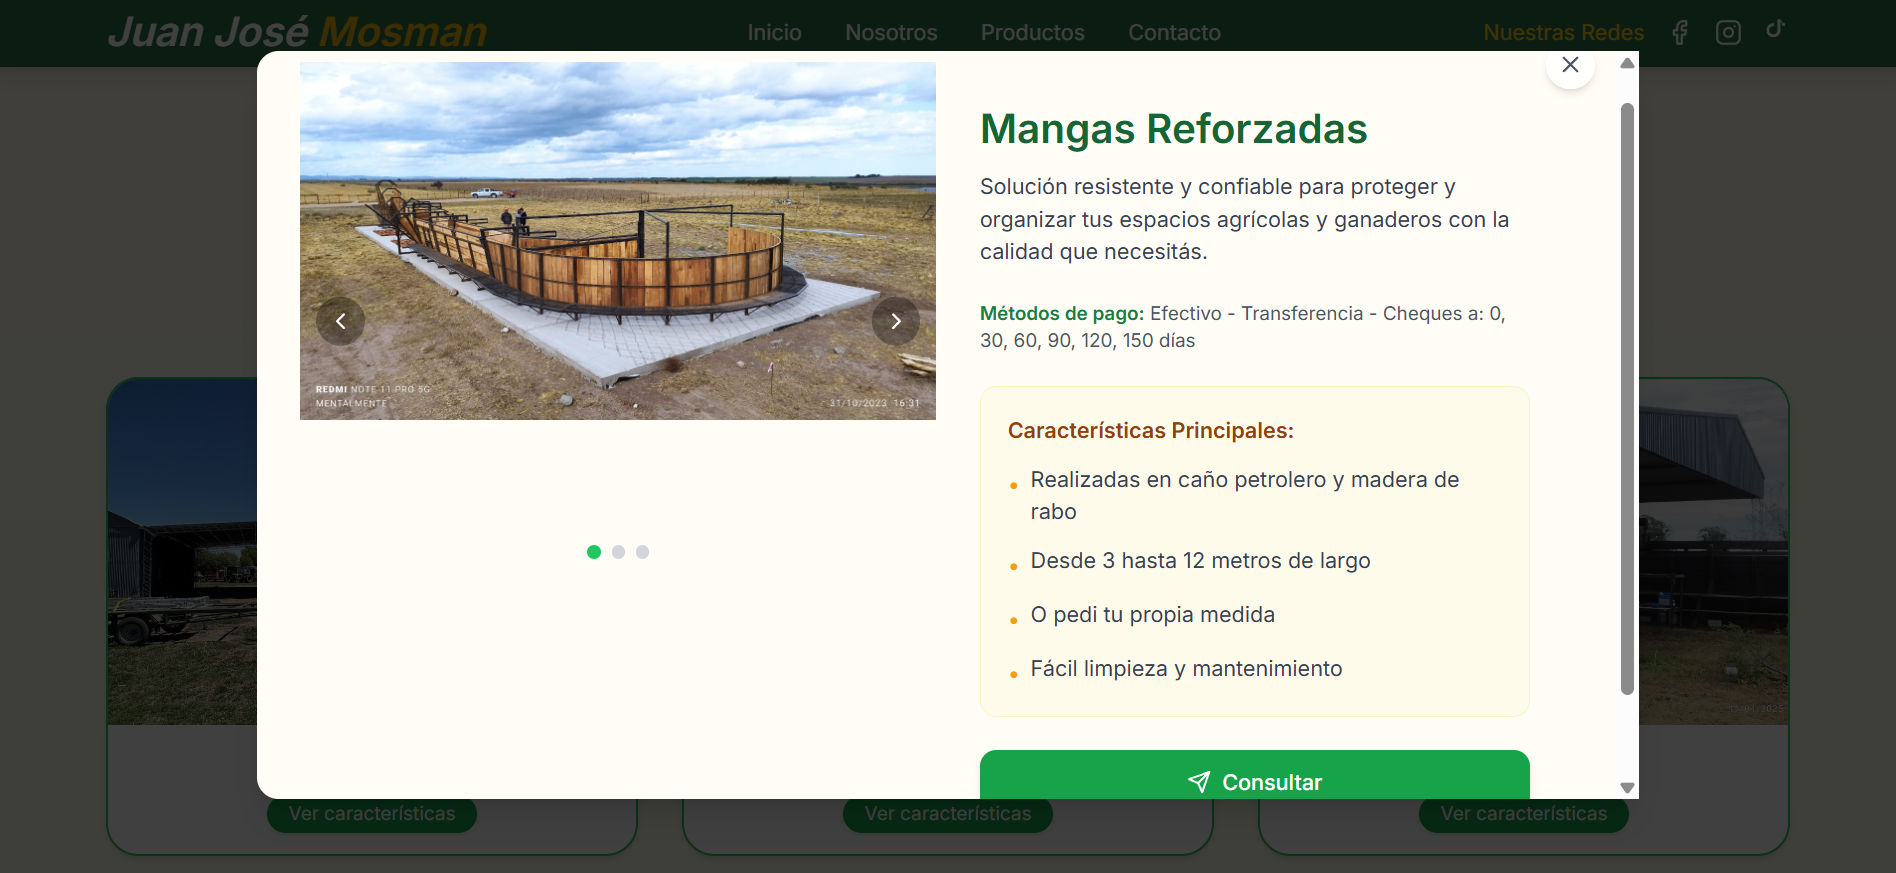 Juan José Mosman
Inicio
Nosotros
Productos
Contacto
Nuestras Redes
REDMI NOTE 11 PRO 5G
MENTALMENTE
31/10/2023 16:31
Mangas Reforzadas
Solución resistente y confiable para proteger y
organizar tus espacios agrícolas y ganaderos con la
calidad que necesitás.
Métodos de pago: Efectivo - Transferencia - Cheques a: 0,
30, 60, 90, 120, 150 días
Características Principales:
Realizadas en caño petrolero y madera de
rabo
Desde 3 hasta 12 metros de largo
O pedi tu propia medida
Fácil limpieza y mantenimiento
Consultar
Ver características
Ver características
Ver características